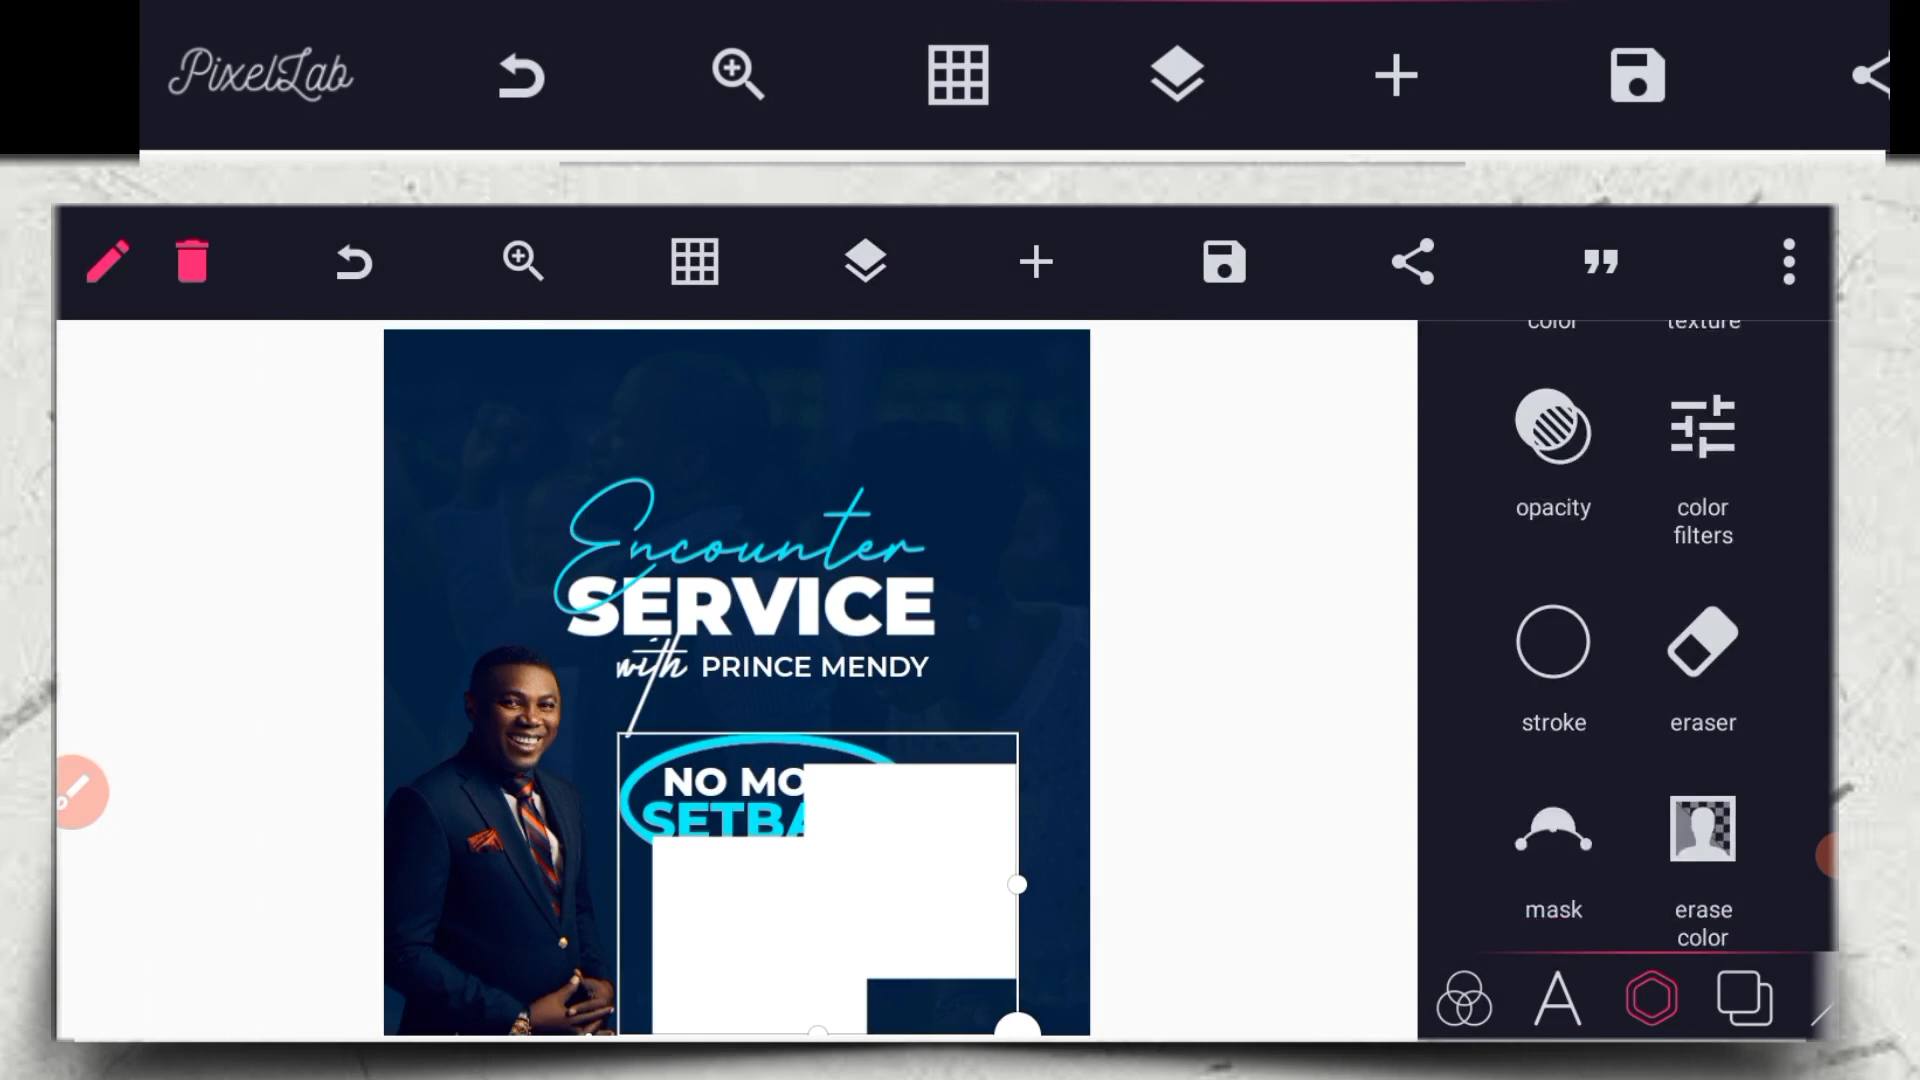 PixelLab
color texture
opacity color filters
stroke eraser
mask erase color
Encounter
SERVICE
with PRINCE MENDY
NO MO
SETBA